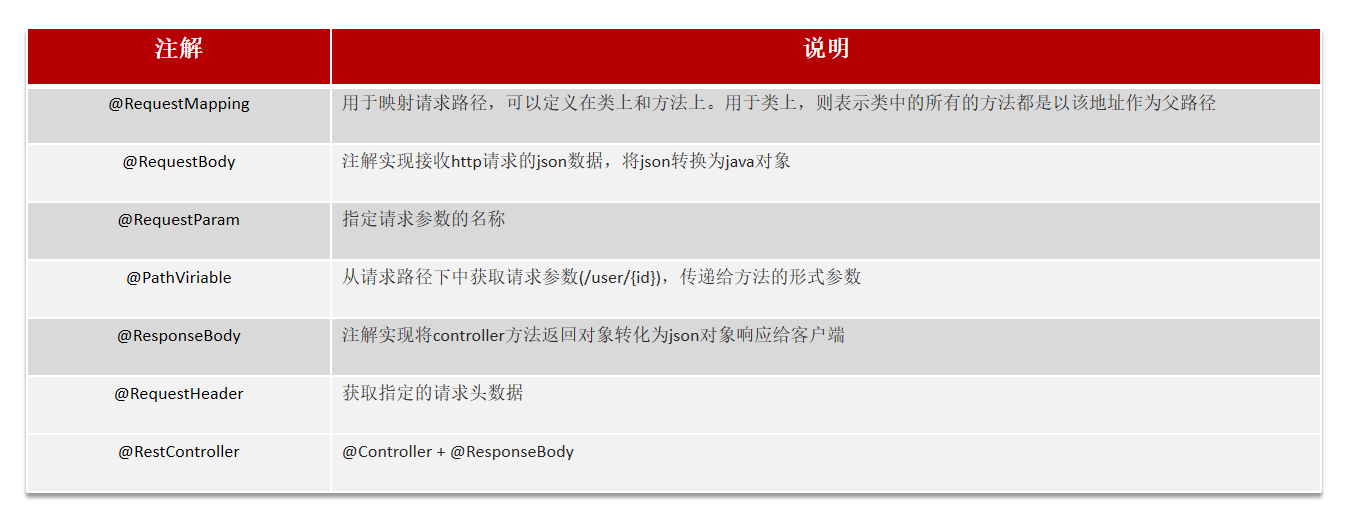 注解 说明
@RequestMapping 用于映射请求路径，可以定义在类上和方法上。用于类上，则表示类中的所有的方法都是以该地址作为父路径
@RequestBody 注解实现接收http请求的json数据，将json转换为java对象
@RequestParam 指定请求参数的名称
@PathViriable 从请求路径下中获取请求参数(/user/{id})，传递给方法的形式参数
@ResponseBody 注解实现将controller方法返回对象转化为json对象响应给客户端
@RequestHeader 获取指定的请求头数据
@RestController @Controller + @ResponseBody